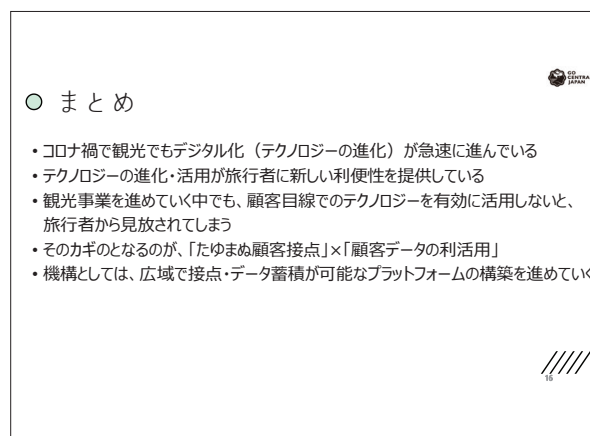 GO
CENTRA
JAPAN
まとめ
• コロナ禍で観光でもデジタル化（テクノロジーの進化）が急速に進んでいる
• テクノロジーの進化・活用が旅行者に新しい利便性を提供している
• 観光事業を進めていく中でも、顧客目線でのテクノロジーを有効に活用しないと、
旅行者から見放されてしまう
• そのカギのとなるのが、「たゆまぬ顧客接点」×「顧客データの利活用」
• 機構としては、広域で接点・データ蓄積が可能なプラットフォームの構築を進めてい
16